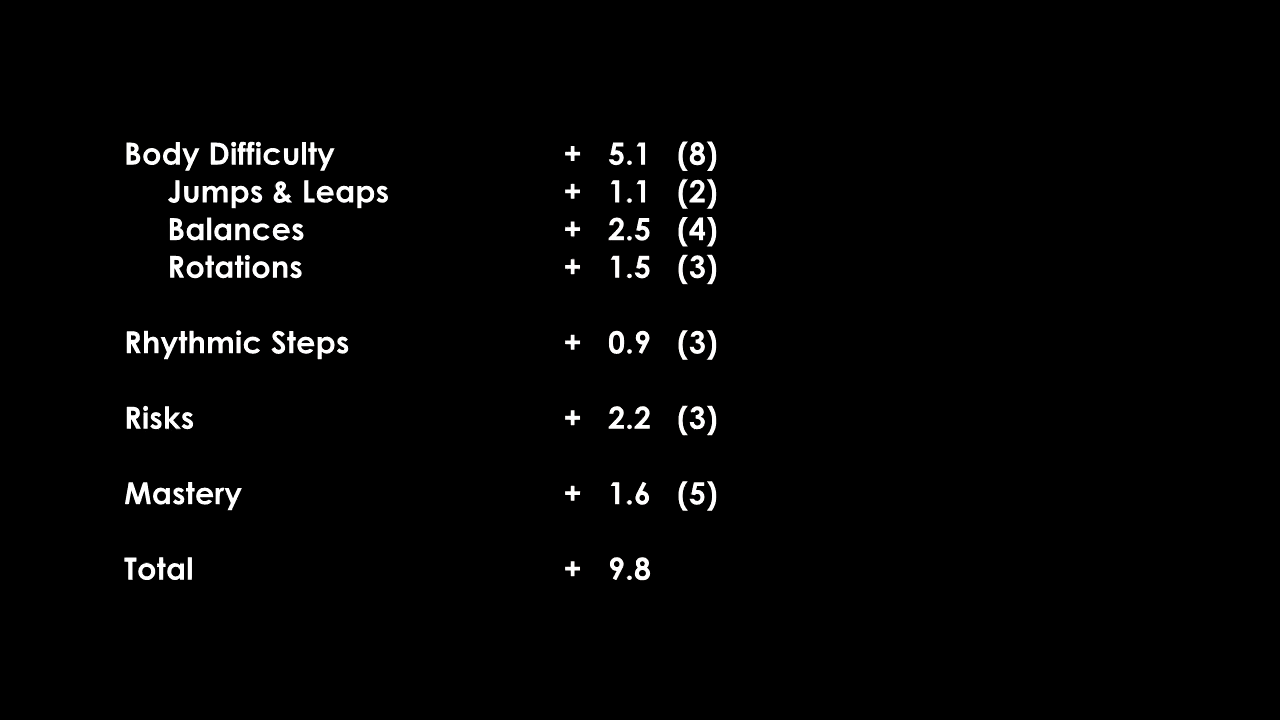 Body Difficulty + 5.1 (8)
Jumps & Leaps + 1.1 (2)
Balances + 2.5 (4)
Rotations + 1.5 (3)
Rhythmic Steps + 0.9 (3)
Risks + 2.2 (3)
Mastery + 1.6 (5)
Total + 9.8